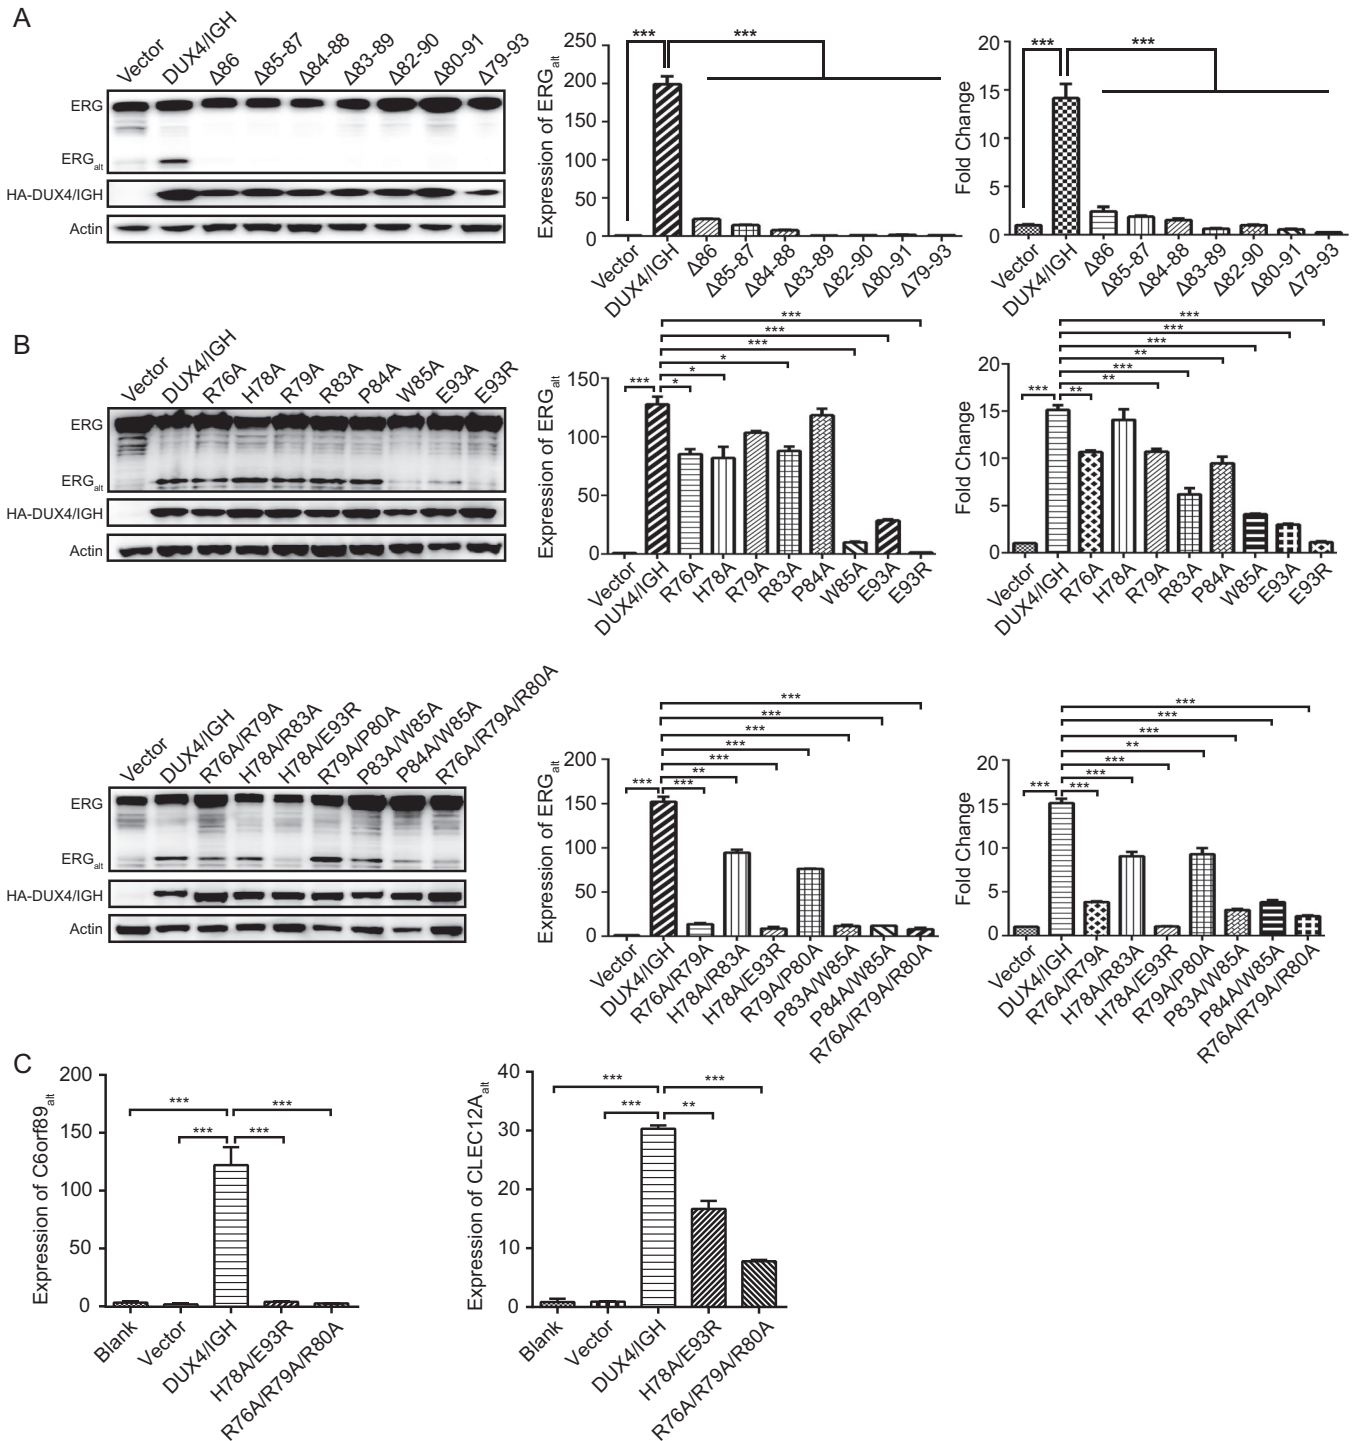 A
Vector
DUX4/IGH
Δ86
Δ85-87
Δ84-88
Δ83-89
Δ82-90
Δ80-91
Δ79-93
ERG
ERGalt
HA-DUX4/IGH
Actin
Expression of ERGalt
250
200
150
100
50
0
***
***
Vector
DUX4/IGH
Δ86
Δ85-87
Δ84-88
Δ83-89
Δ82-90
Δ80-91
Δ79-93
Fold Change
20
15
10
5
0
***
***
Vector
DUX4/IGH
Δ86
Δ85-87
Δ84-88
Δ83-89
Δ82-90
Δ80-91
Δ79-93
B
Vector
DUX4/IGH
R76A
H78A
R79A
R83A
P84A
W85A
E93A
E93R
ERG
ERGalt
HA-DUX4/IGH
Actin
Expression of ERGalt
150
100
50
0
***
***
***
*
*
***
*
Vector
DUX4/IGH
R76A
H78A
R79A
R83A
P84A
W85A
E93A
E93R
Fold Change
20
15
10
5
0
***
***
***
**
***
**
***
**
Vector
DUX4/IGH
R76A
H78A
R79A
R83A
P84A
W85A
E93A
E93R
Vector
DUX4/IGH
R76A/R79A
H78A/R83A
H78A/E93R
R79A/P80A
P83A/W85A
P84A/W85A
R76A/R79A/R80A
ERG
ERGalt
HA-DUX4/IGH
Actin
Expression of ERGalt
200
150
100
50
0
***
***
***
***
***
**
***
***
Vector
DUX4/IGH
R76A/R79A
H78A/R83A
H78A/E93R
R79A/P80A
P83A/W85A
P84A/W85A
R76A/R79A/R80A
Fold Change
20
15
10
5
0
***
***
***
**
***
***
***
***
Vector
DUX4/IGH
R76A/R79A
H78A/R83A
H78A/E93R
R79A/P80A
P83A/W85A
P84A/W85A
R76A/R79A/R80A
C
Expression of C6orf89alt
200
150
100
50
0
***
***
***
***
Blank
Vector
DUX4/IGH
H78A/E93R
R76A/R79A/R80A
Expression of CLEC12Aalt
40
30
20
10
0
***
***
***
**
Blank
Vector
DUX4/IGH
H78A/E93R
R76A/R79A/R80A